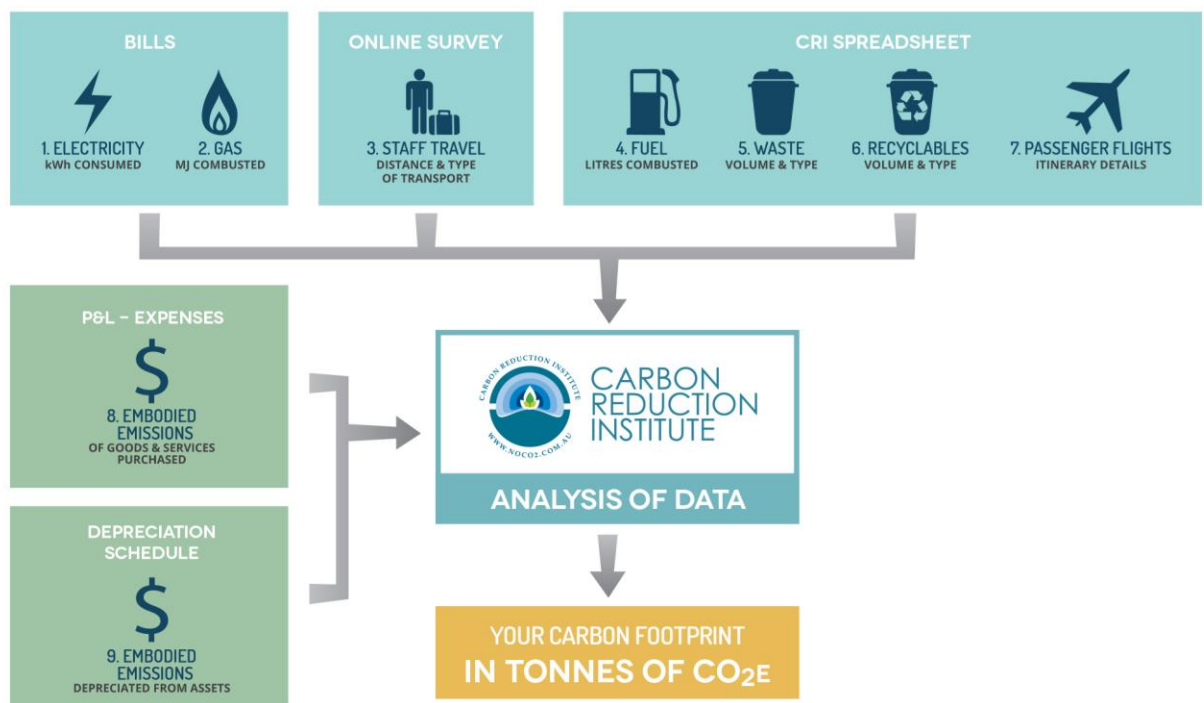 BILLS
1. ELECTRICITY
kWh CONSUMED
2. GAS
MJ COMBUSTED
ONLINE SURVEY
3. STAFF TRAVEL
DISTANCE & TYPE
OF TRANSPORT
CRI SPREADSHEET
4. FUEL
LITRES COMBUSTED
5. WASTE
VOLUME & TYPE
6. RECYCLABLES
VOLUME & TYPE
7. PASSENGER FLIGHTS
ITINERARY DETAILS
P&L – EXPENSES
$
8. EMBODIED
EMISSIONS
OF GOODS & SERVICES
PURCHASED
DEPRECIATION
SCHEDULE
$
9. EMBODIED
EMISSIONS
DEPRECIATED FROM ASSETS
CARBON REDUCTION INSTITUTE
WWW.NOCO2.COM.AU
CARBON
REDUCTION
INSTITUTE
ANALYSIS OF DATA
YOUR CARBON FOOTPRINT
IN TONNES OF CO2E